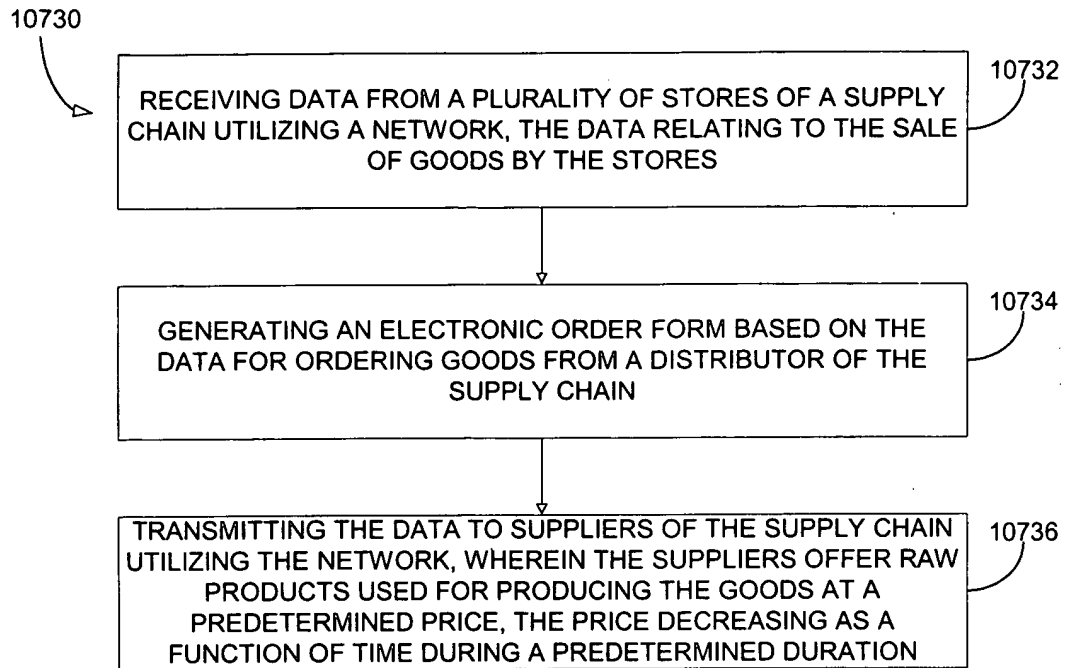 10730
10732
RECEIVING DATA FROM A PLURALITY OF STORES OF A SUPPLY
CHAIN UTILIZING A NETWORK, THE DATA RELATING TO THE SALE
OF GOODS BY THE STORES
10734
GENERATING AN ELECTRONIC ORDER FORM BASED ON THE
DATA FOR ORDERING GOODS FROM A DISTRIBUTOR OF THE
SUPPLY CHAIN
10736
TRANSMITTING THE DATA TO SUPPLIERS OF THE SUPPLY CHAIN
UTILIZING THE NETWORK, WHEREIN THE SUPPLIERS OFFER RAW
PRODUCTS USED FOR PRODUCING THE GOODS AT A
PREDETERMINED PRICE, THE PRICE DECREASING AS A
FUNCTION OF TIME DURING A PREDETERMINED DURATION